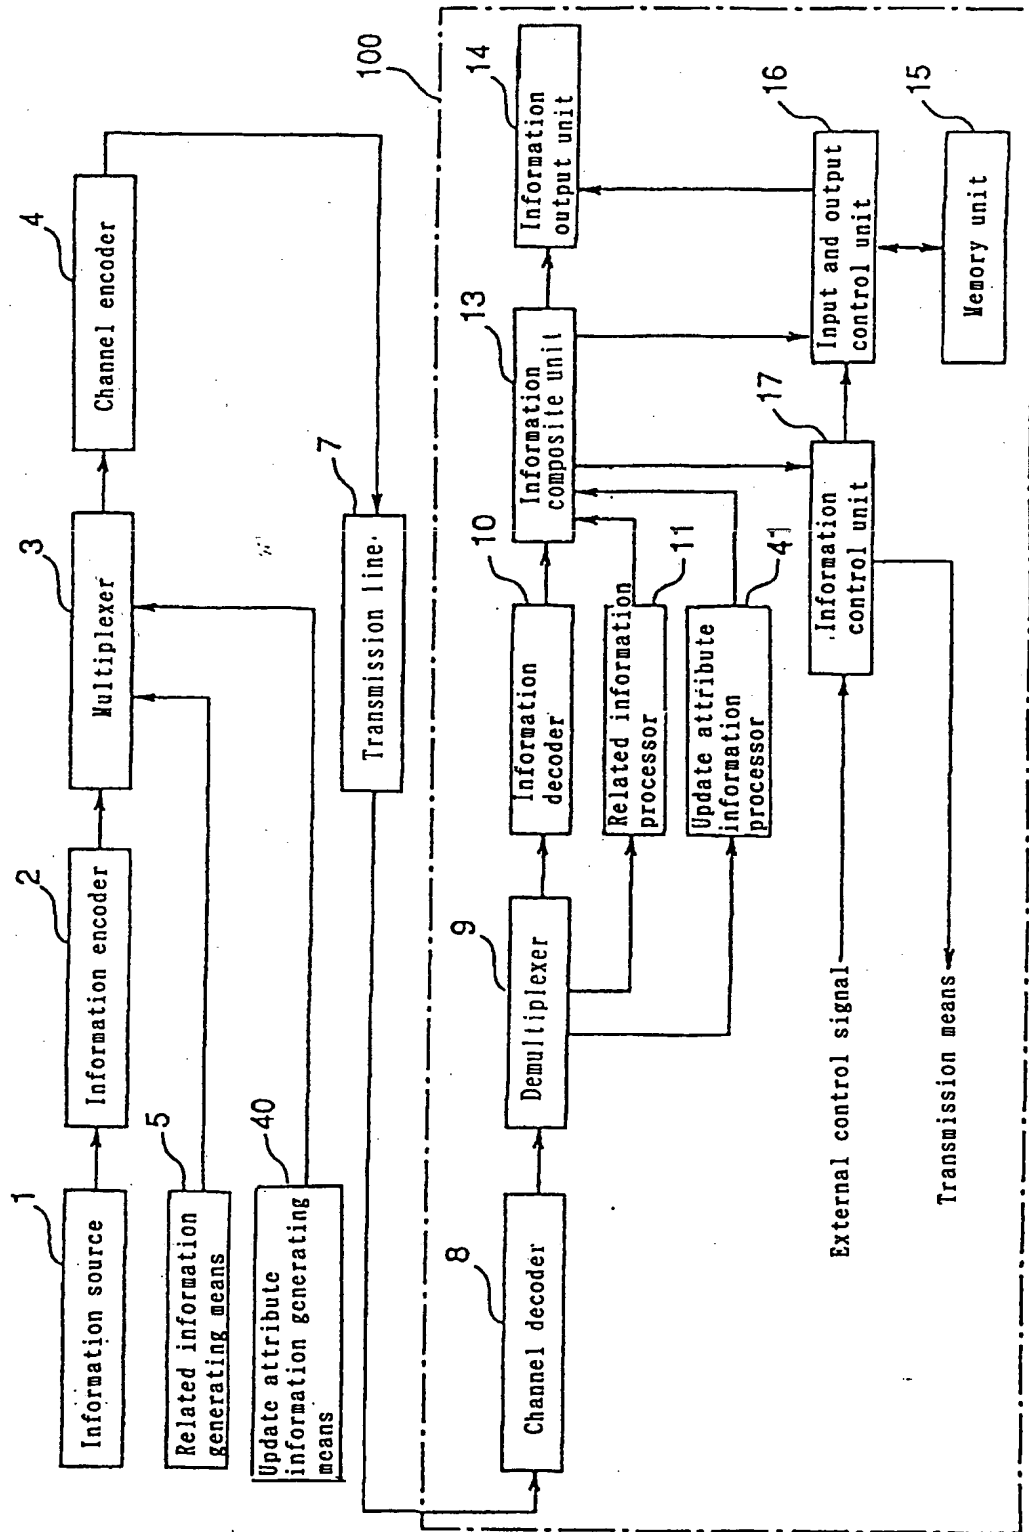 1
Information source
2
Information encoder
3
Multiplexer
4
Channel encoder
5
Related information
generating means
40
Update attribute
information generating
means
7
Transmission line
100
8
Channel decoder
9
Demultiplexer
10
Information
decoder
11
Related information
processor
41
Update attribute
information
processor
13
Information
composite unit
14
Information
output unit
17
Information
control unit
16
Input and output
control unit
15
Memory unit
External control signal
Transmission means